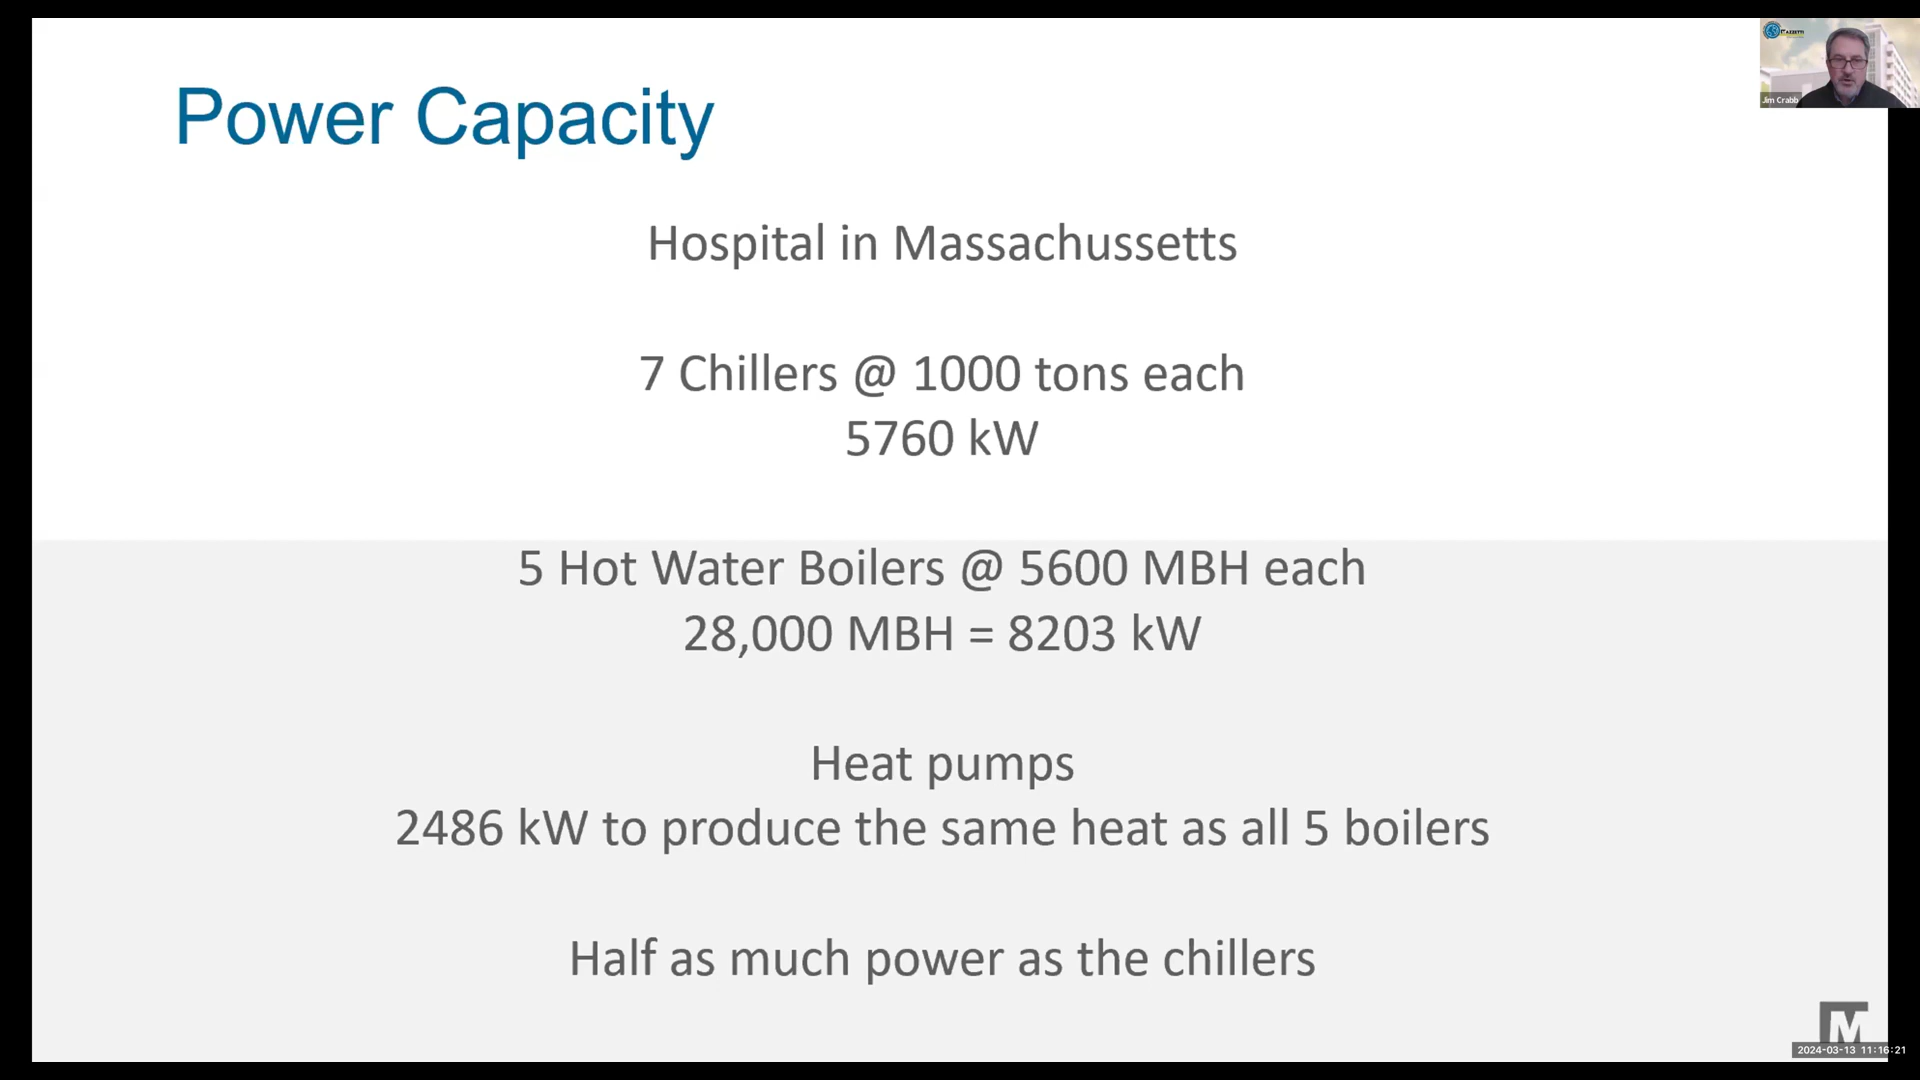 Power Capacity
Hospital in Massachussetts
7 Chillers @ 1000 tons each
5760 kW
5 Hot Water Boilers @ 5600 MBH each
28,000 MBH = 8203 kW
Heat pumps
2486 kW to produce the same heat as all 5 boilers
Half as much power as the chillers
MAZZETTI
Jim Crabb
M
2024-03-13 11:16:21